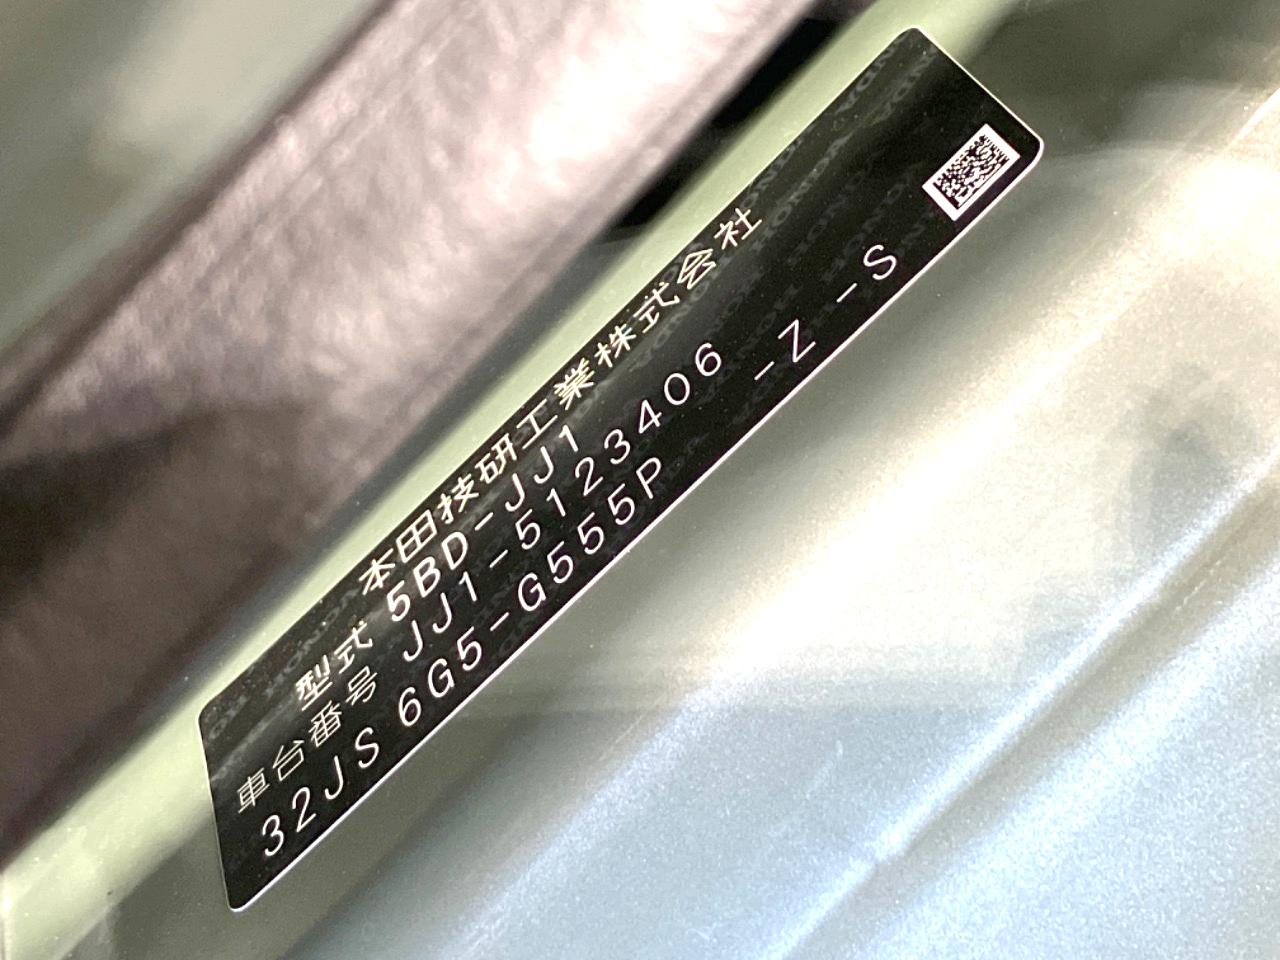 本田技研工業株式会社
型式 5BD-JJ1
車台番号 JJ1-5123406
32JS 6G5-G555P -Z -S